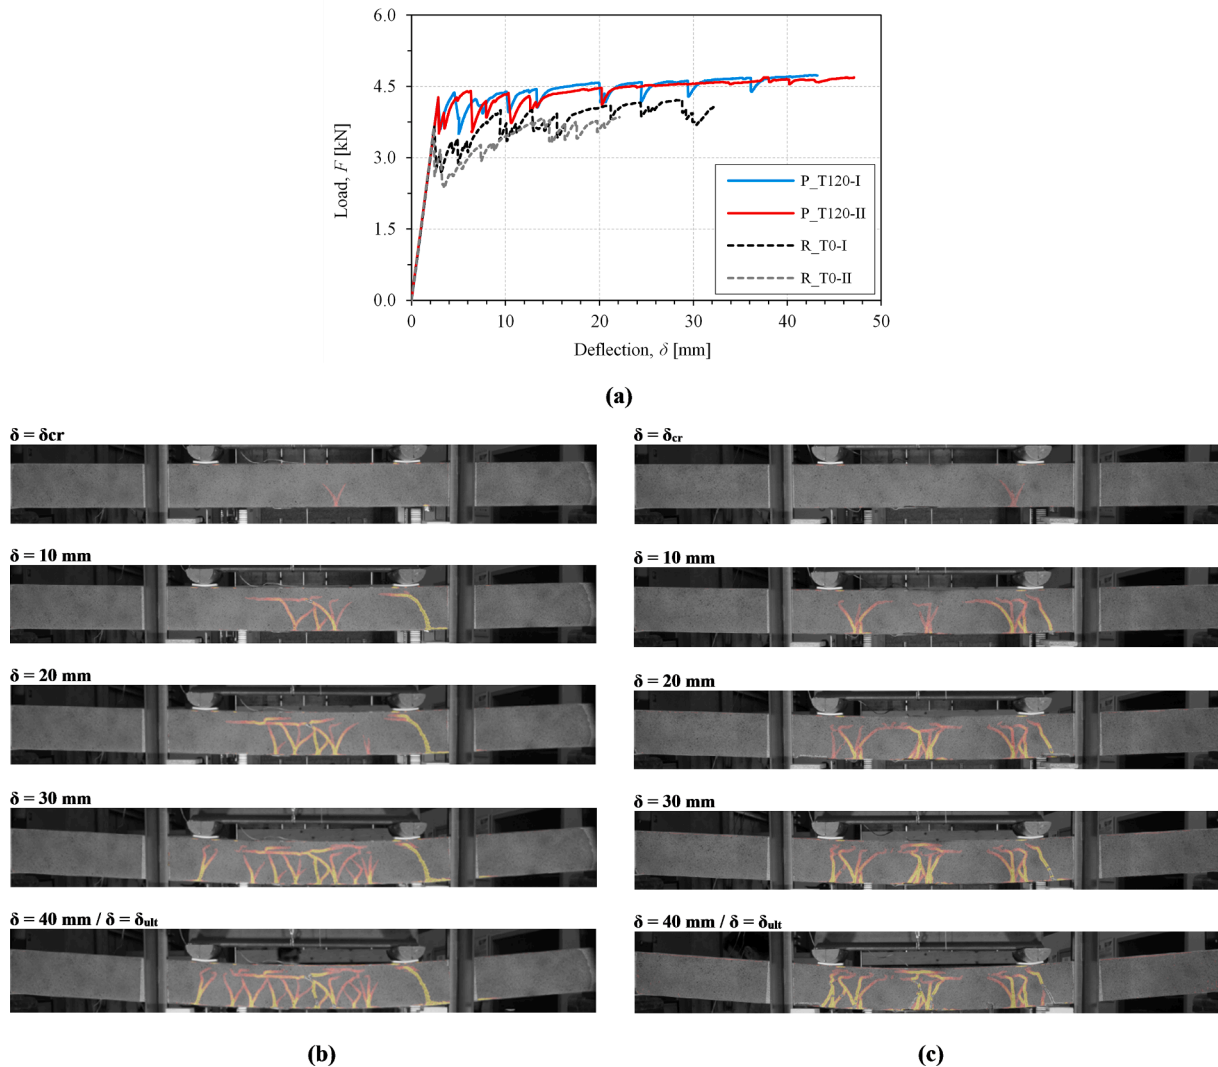 6.0
4.5
3.0
1.5
0.0
Load, F [kN]
P_T120-I
P_T120-II
R_T0-I
R_T0-II
0 10 20 30 40 50
Deflection, δ [mm]
(a)
δ = δcr
δ = 10 mm
δ = 20 mm
δ = 30 mm
δ = 40 mm / δ = δult
(b)
δ = δcr
δ = 10 mm
δ = 20 mm
δ = 30 mm
δ = 40 mm / δ = δult
(c)